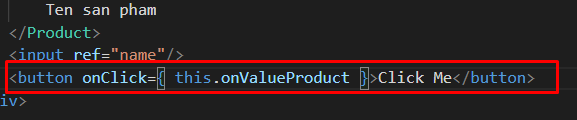 Ten san pham
</Product>
<input ref="name"/>
<button onClick={ this.onValueProduct }>Click Me</button>
iv>